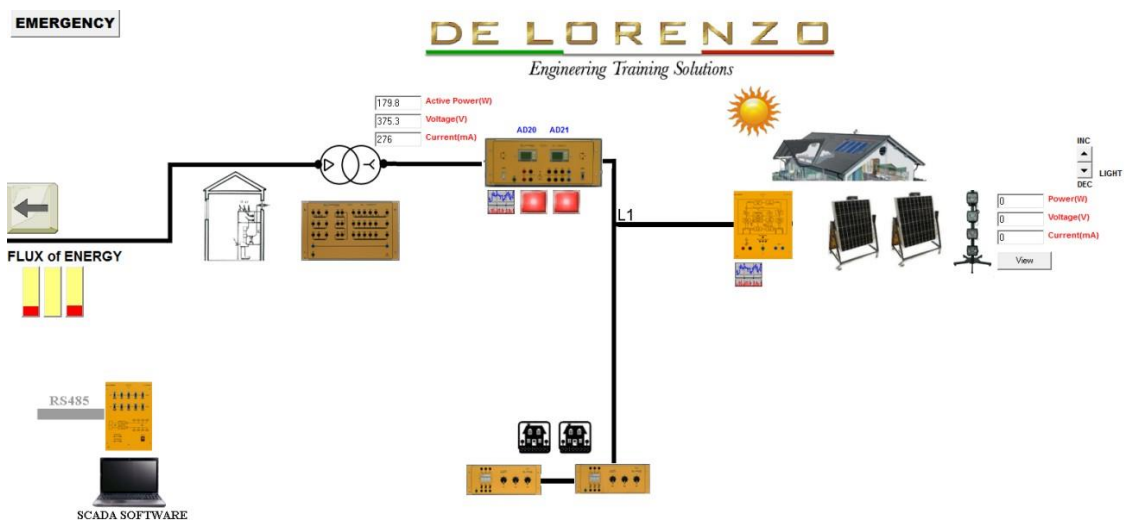 EMERGENCY
DE LORENZO
Engineering Training Solutions
179.8 Active Power(W)
375.3 Voltage(V)
276 Current(mA)
AD20 AD21
INC
LIGHT
DEC
L1
0 Power(W)
0 Voltage(V)
0 Current(mA)
View
FLUX of ENERGY
RS485
SCADA SOFTWARE